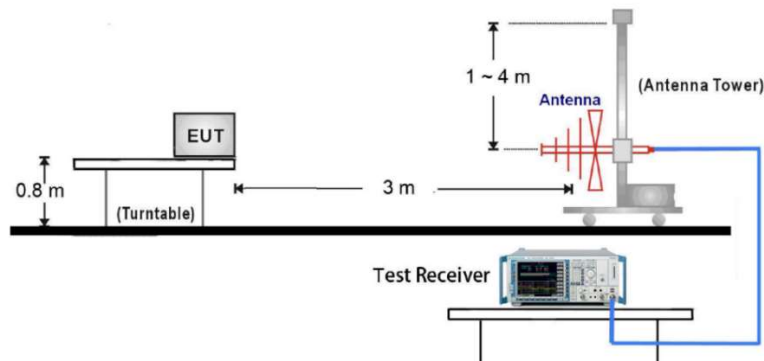 1 ~ 4 m
(Antenna Tower)
Antenna
EUT
0.8 m
(Turntable)
3 m
Test Receiver